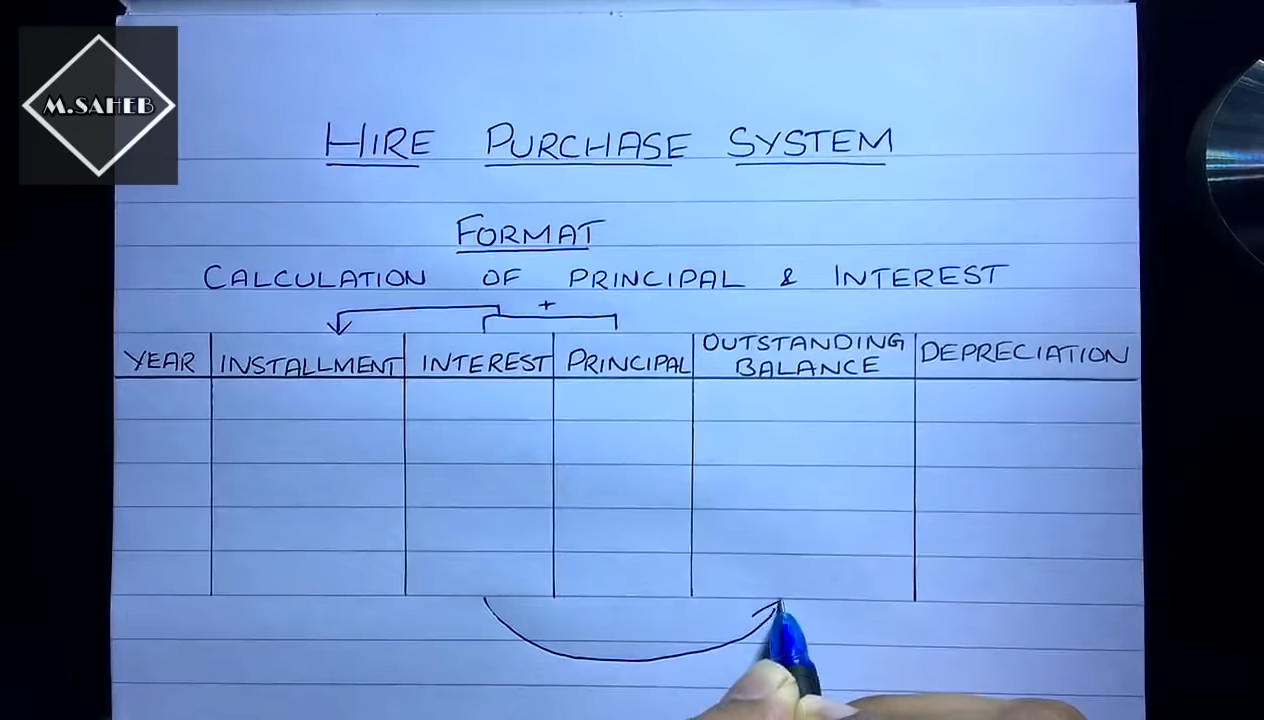 M.SAHEB
HIRE PURCHASE SYSTEM
FORMAT
CALCULATION OF PRINCIPAL & INTEREST
+
YEAR INSTALLMENT INTEREST PRINCIPAL OUTSTANDING BALANCE DEPRECIATION